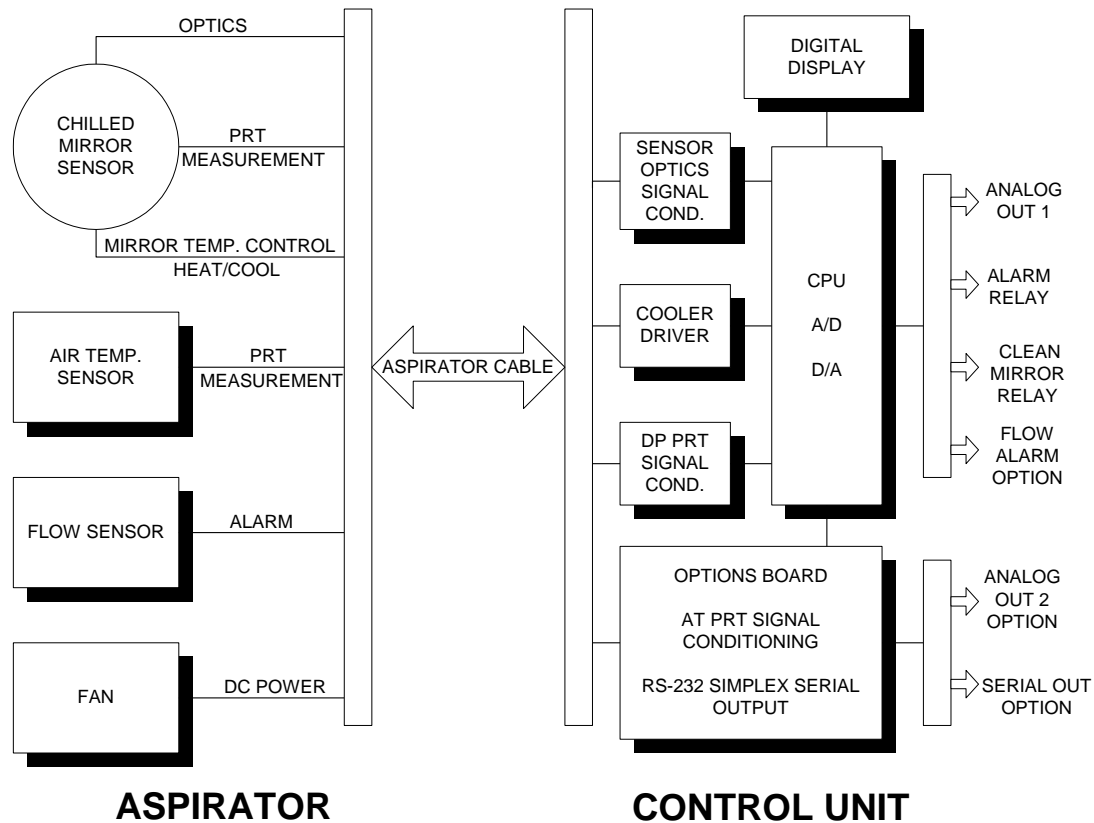 OPTICS
CHILLED
MIRROR
SENSOR
PRT
MEASUREMENT
MIRROR TEMP. CONTROL
HEAT/COOL
AIR TEMP.
SENSOR
PRT
MEASUREMENT
FLOW SENSOR
ALARM
FAN
DC POWER
ASPIRATOR
ASPIRATOR CABLE
DIGITAL
DISPLAY
SENSOR
OPTICS
SIGNAL
COND.
COOLER
DRIVER
DP PRT
SIGNAL
COND.
CPU
A/D
D/A
OPTIONS BOARD
AT PRT SIGNAL
CONDITIONING
RS-232 SIMPLEX SERIAL
OUTPUT
ANALOG
OUT 1
ALARM
RELAY
CLEAN
MIRROR
RELAY
FLOW
ALARM
OPTION
ANALOG
OUT 2
OPTION
SERIAL OUT
OPTION
CONTROL UNIT